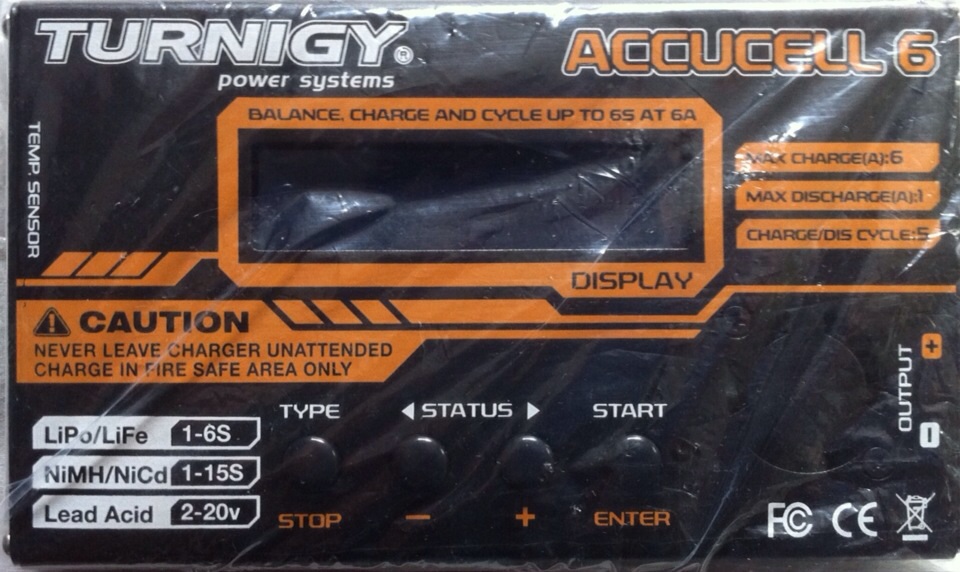 TURNIGY®
power systems
ACCUCELL 6
BALANCE, CHARGE AND CYCLE UP TO 6S AT 6A
TEMP. SENSOR
MAX CHARGE(A):6
MAX DISCHARGE(A):1
CHARGE/DIS CYCLE:5
DISPLAY
CAUTION
NEVER LEAVE CHARGER UNATTENDED
CHARGE IN FIRE SAFE AREA ONLY
OUTPUT
+
-
TYPE ◀ STATUS ▶ START
LiPo/LiFe 1-6S
NiMH/NiCd 1-15S
Lead Acid 2-20v
STOP - + ENTER
FC CE